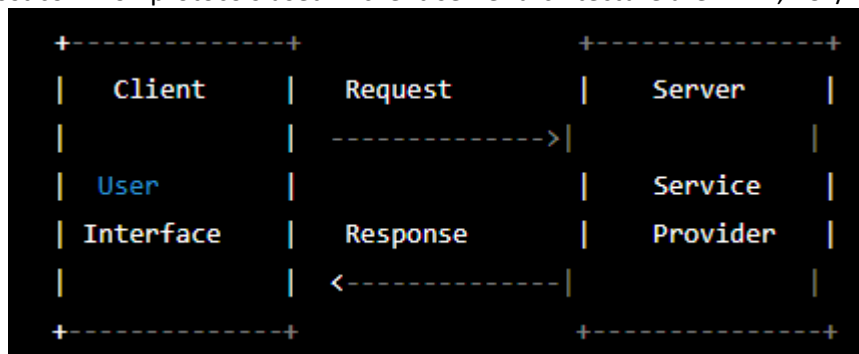 +--------------+ +---------------+
| Client | Request | Server |
| | -------------->| |
| User | | Service |
| Interface | Response | Provider |
| | <--------------| |
+--------------+ +---------------+